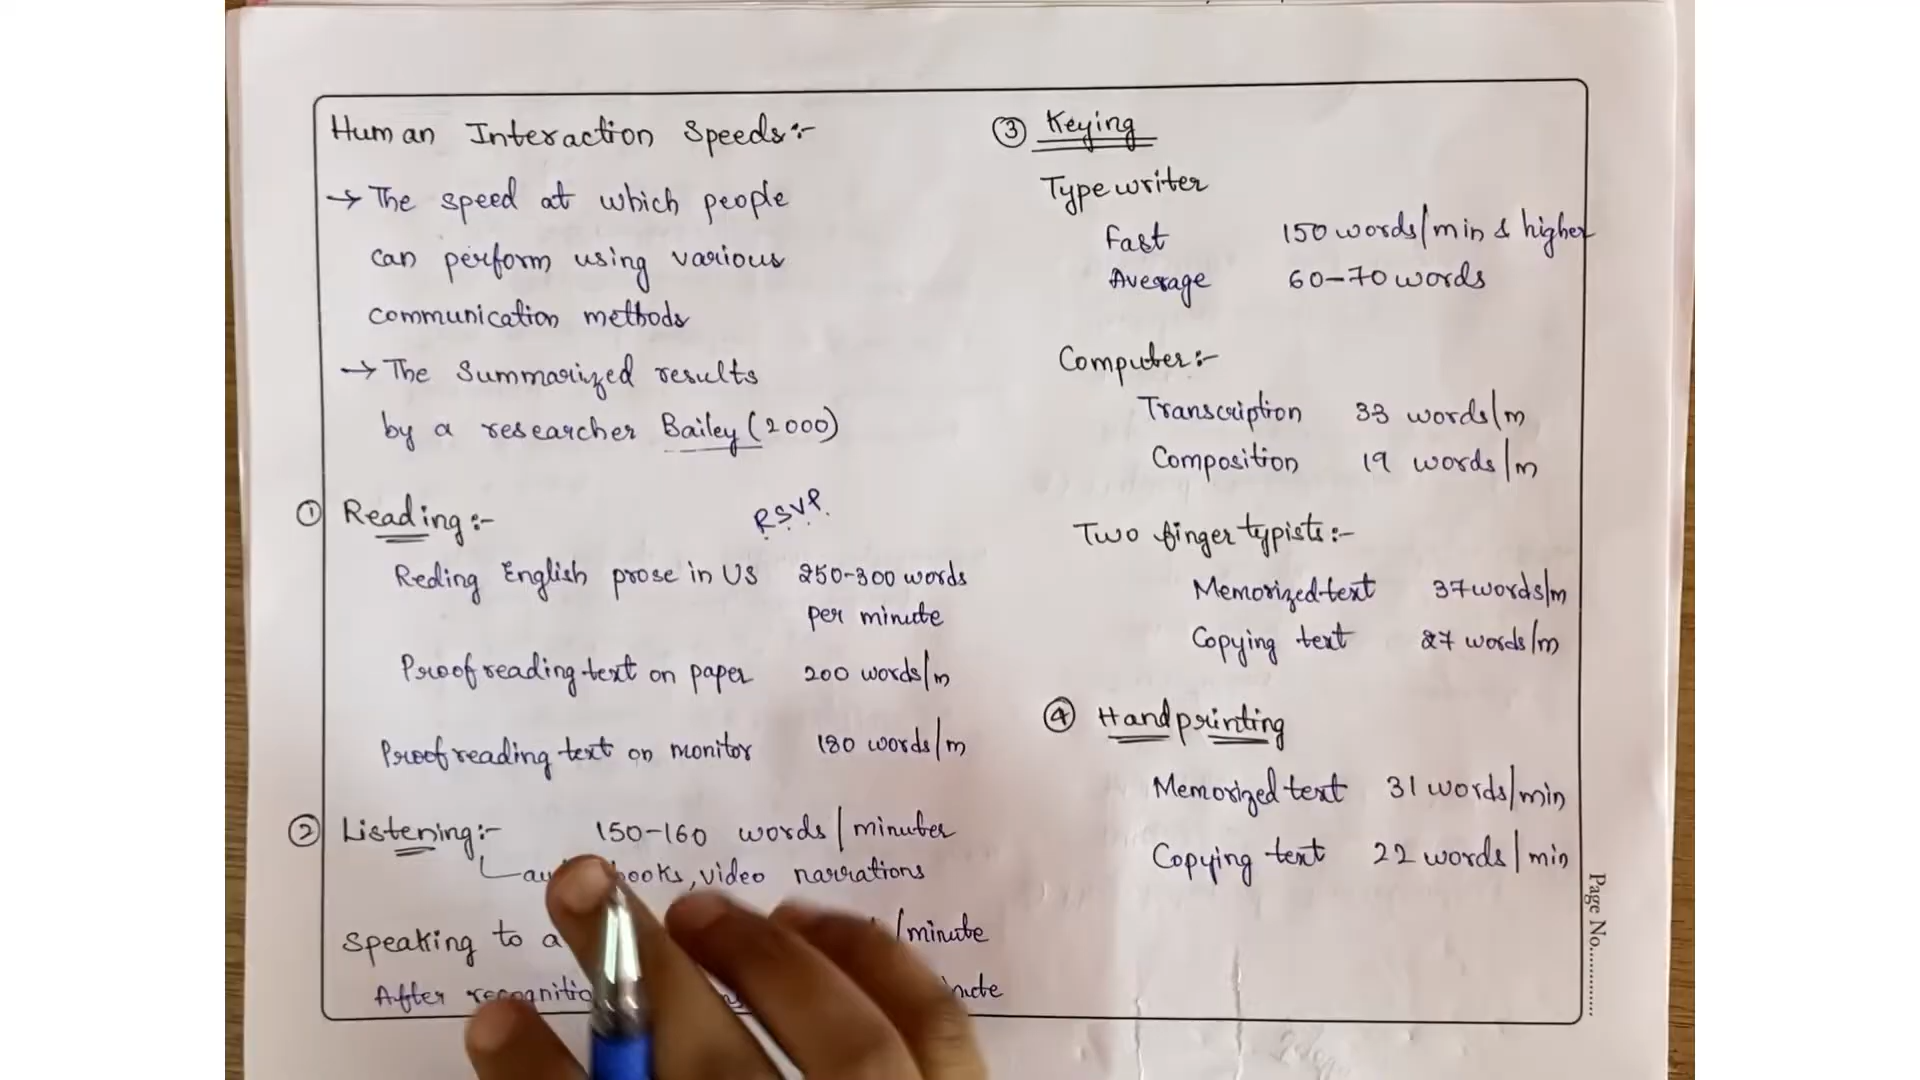 Human Interaction Speeds:-
→ The speed at which people
can perform using various
communication methods
→ The Summarized results
by a researcher Bailey (2000)
① Reading:-
RSVP.
Reding English prose in US 250-300 words
per minute
Proof reading text on paper 200 words/m
Proof reading text on monitor 180 words/m
② Listening:- 150-160 words/minuter
books, video narrations
Speaking to a /minute
After
③ Keying
Typewriter
Fast 150 words/min & higher
Average 60-70 words
Computer:-
Transcription 33 words/m
Composition 19 words/m
Two finger typists:-
Memorized text 37 words/m
Copying text 27 words/m
④ Handprinting
Memorized text 31 words/min
Copying text 22 words/min
Page No............